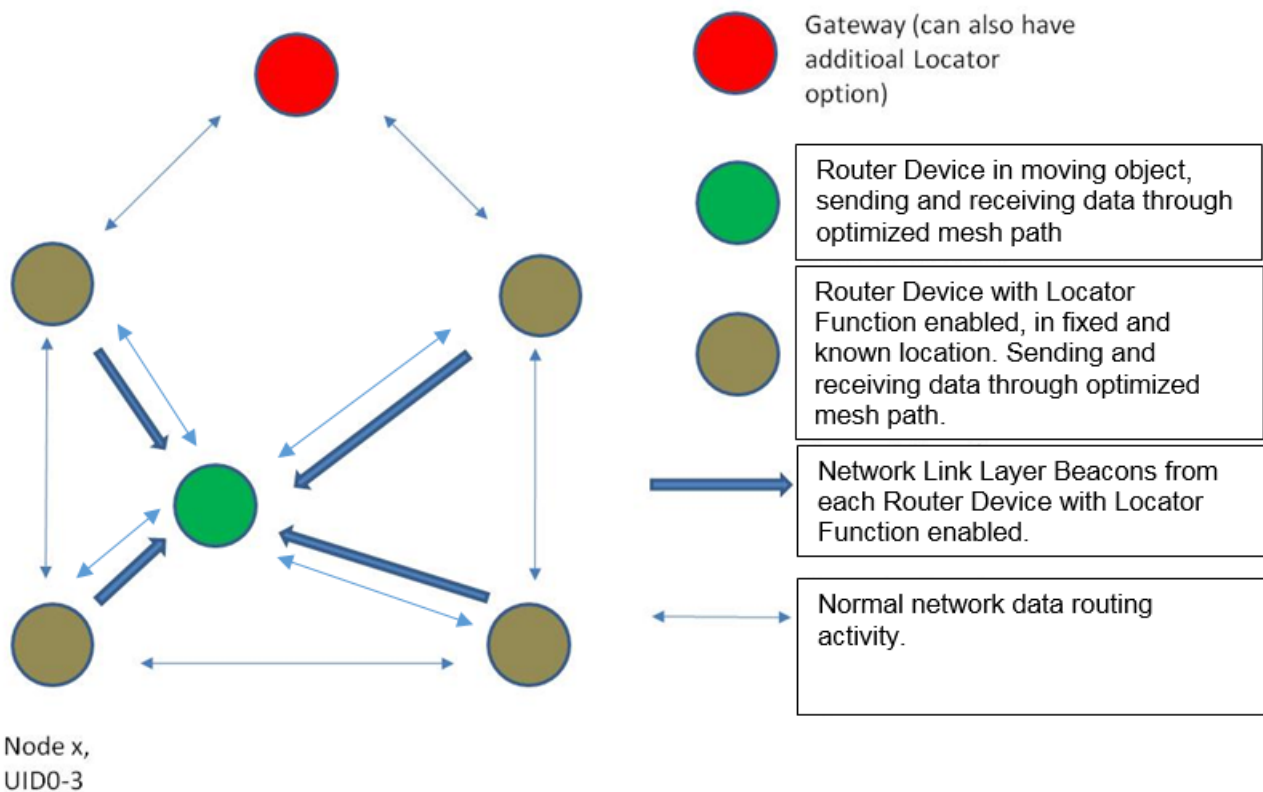 Gateway (can also have
additioal Locator
option)
Router Device in moving object,
sending and receiving data through
optimized mesh path
Router Device with Locator
Function enabled, in fixed and
known location. Sending and
receiving data through optimized
mesh path.
Network Link Layer Beacons from
each Router Device with Locator
Function enabled.
Normal network data routing
activity.
Node x,
UID0-3